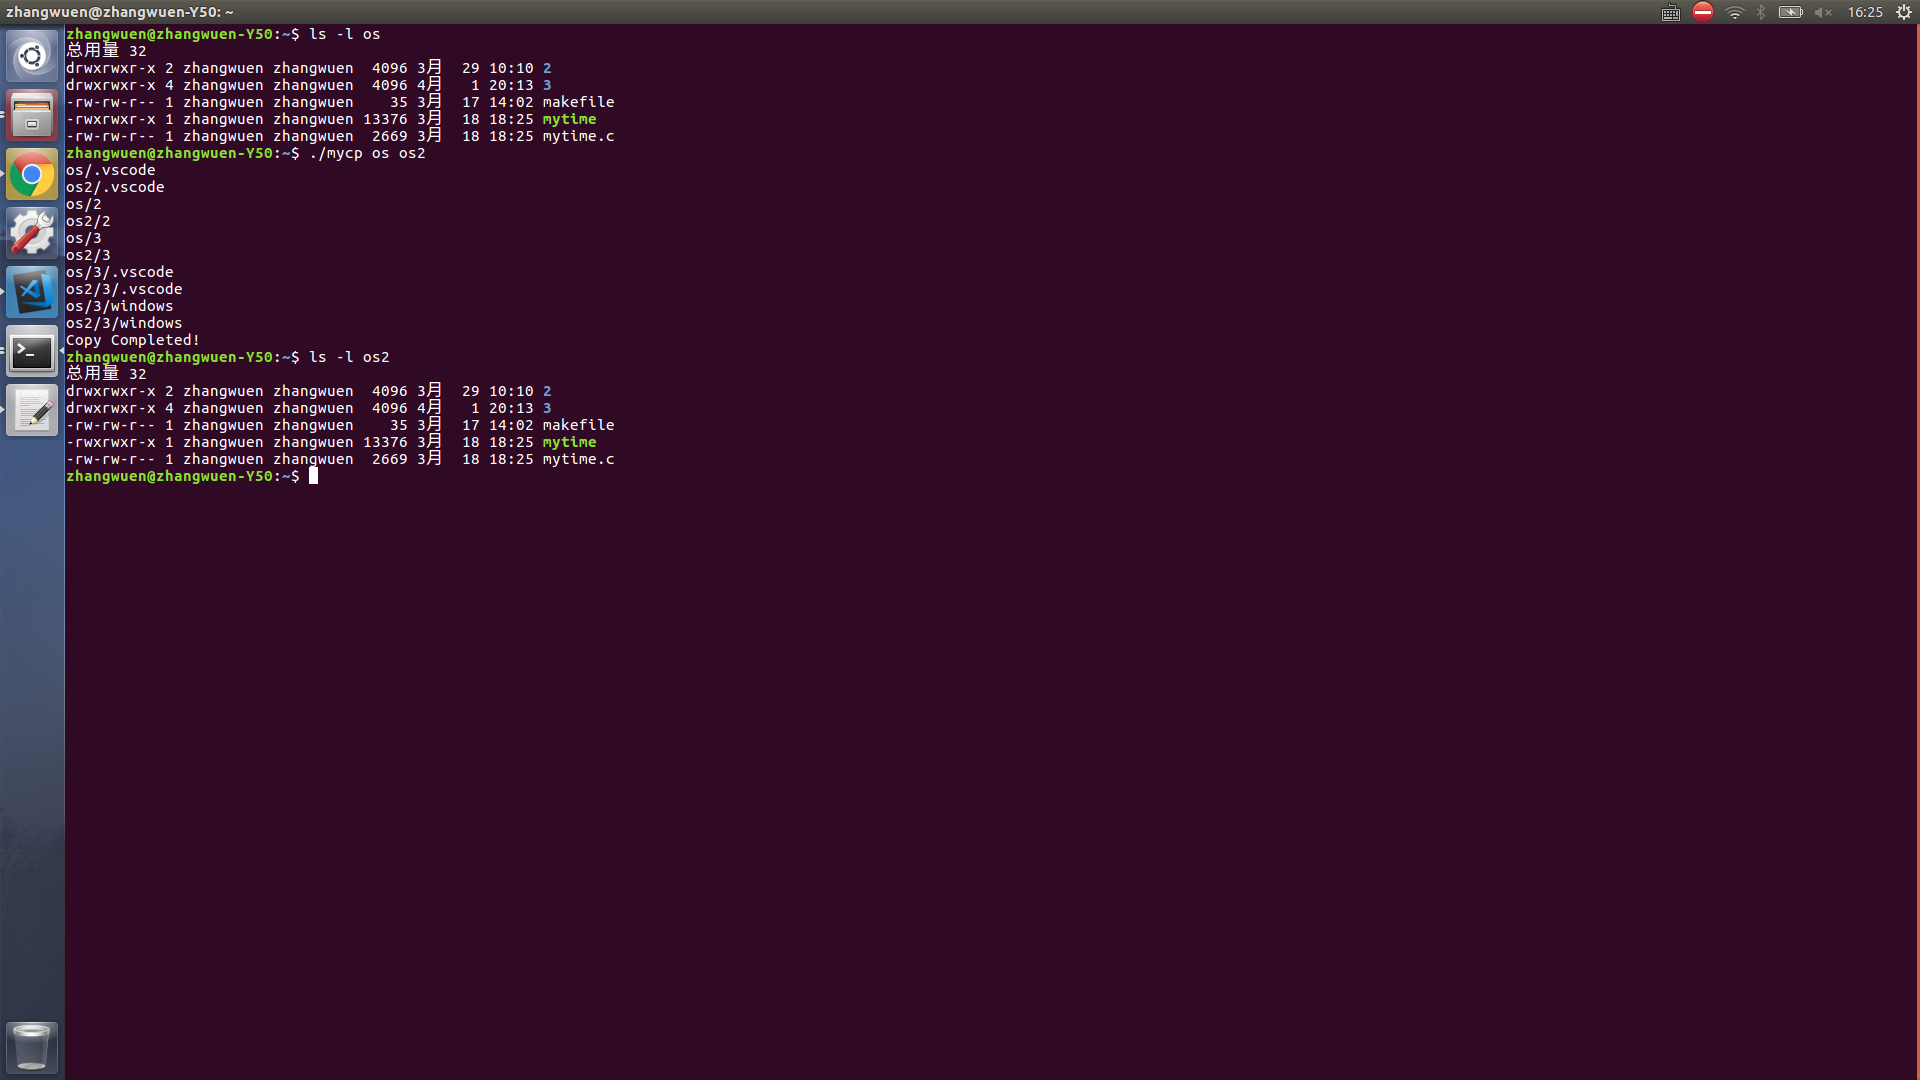 zhangwuen@zhangwuen-Y50: ~
16:25
zhangwuen@zhangwuen-Y50:~$ ls -l os
总用量 32
drwxrwxr-x 2 zhangwuen zhangwuen  4096 3月  29 10:10 2
drwxrwxr-x 4 zhangwuen zhangwuen  4096 4月   1 20:13 3
-rw-rw-r-- 1 zhangwuen zhangwuen    35 3月  17 14:02 makefile
-rwxrwxr-x 1 zhangwuen zhangwuen 13376 3月  18 18:25 mytime
-rw-rw-r-- 1 zhangwuen zhangwuen  2669 3月  18 18:25 mytime.c
zhangwuen@zhangwuen-Y50:~$ ./mycp os os2
os/.vscode
os2/.vscode
os/2
os2/2
os/3
os2/3
os/3/.vscode
os2/3/.vscode
os/3/windows
os2/3/windows
Copy Completed!
zhangwuen@zhangwuen-Y50:~$ ls -l os2
总用量 32
drwxrwxr-x 2 zhangwuen zhangwuen  4096 3月  29 10:10 2
drwxrwxr-x 4 zhangwuen zhangwuen  4096 4月   1 20:13 3
-rw-rw-r-- 1 zhangwuen zhangwuen    35 3月  17 14:02 makefile
-rwxrwxr-x 1 zhangwuen zhangwuen 13376 3月  18 18:25 mytime
-rw-rw-r-- 1 zhangwuen zhangwuen  2669 3月  18 18:25 mytime.c
zhangwuen@zhangwuen-Y50:~$